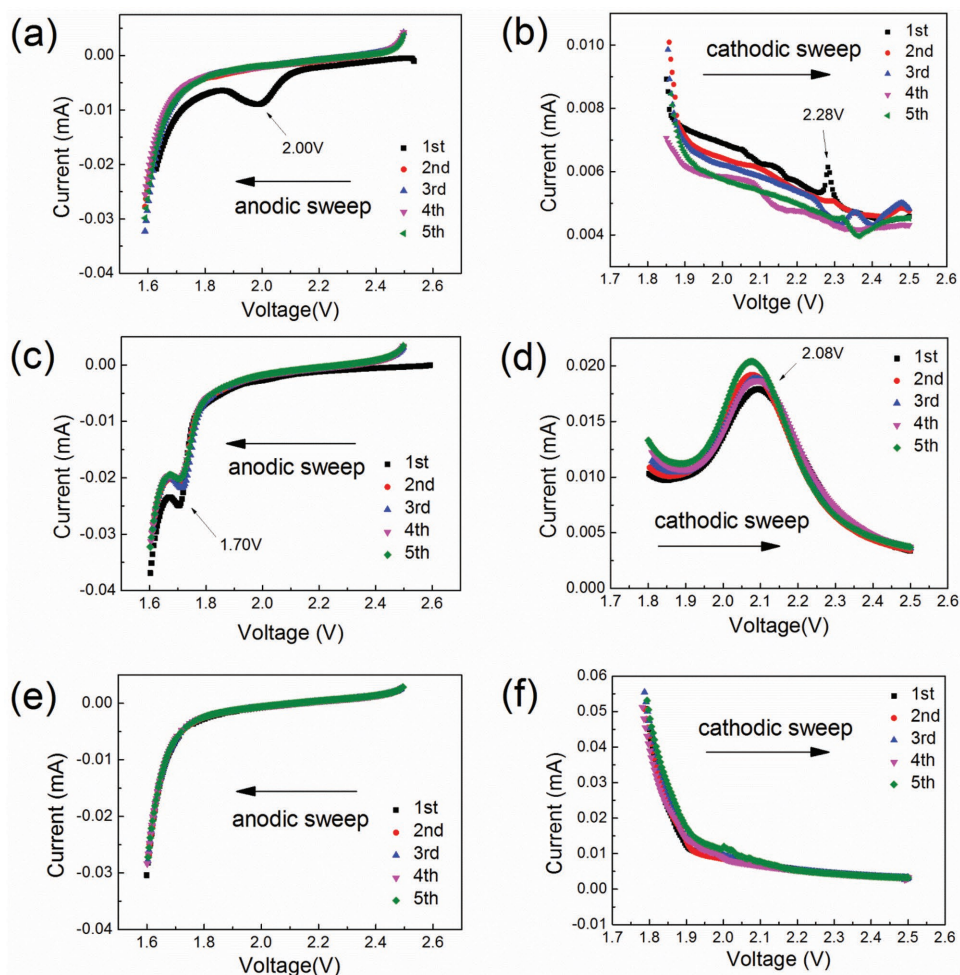 (a)
0.00
-0.01
-0.02
-0.03
-0.04
Current (mA)
2.00V
anodic sweep
1st
2nd
3rd
4th
5th
1.6 1.8 2.0 2.2 2.4 2.6
Voltage(V)
(b)
0.010
0.008
0.006
0.004
Current (mA)
cathodic sweep
2.28V
1st
2nd
3rd
4th
5th
1.7 1.8 1.9 2.0 2.1 2.2 2.3 2.4 2.5 2.6
Voltge (V)
(c)
0.00
-0.01
-0.02
-0.03
-0.04
Current (mA)
anodic sweep
1.70V
1st
2nd
3rd
4th
5th
1.6 1.8 2.0 2.2 2.4 2.6
Voltage (V)
(d)
0.020
0.015
0.010
0.005
0.000
Current (mA)
2.08V
cathodic sweep
1st
2nd
3rd
4th
5th
1.7 1.8 1.9 2.0 2.1 2.2 2.3 2.4 2.5 2.6
Voltage(V)
(e)
0.00
-0.01
-0.02
-0.03
-0.04
Current (mA)
anodic sweep
1st
2nd
3rd
4th
5th
1.6 1.8 2.0 2.2 2.4 2.6
Voltage (V)
(f)
0.06
0.05
0.04
0.03
0.02
0.01
0.00
-0.01
Current (mA)
cathodic sweep
1st
2nd
3rd
4th
5th
1.7 1.8 1.9 2.0 2.1 2.2 2.3 2.4 2.5 2.6
Voltage (V)